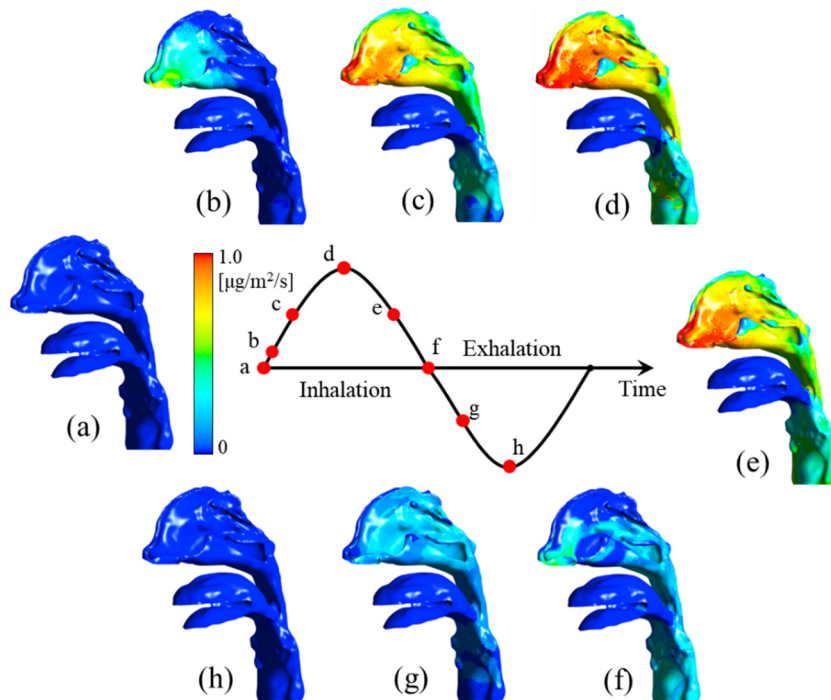 (b)
(c)
(d)
1.0
[μg/m²/s]
0
(a)
a
b
c
d
e
f
g
h
Inhalation
Exhalation
Time
(e)
(h)
(g)
(f)